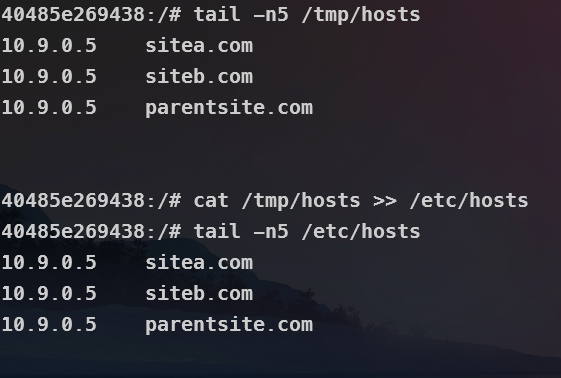 40485e269438:/# tail -n5 /tmp/hosts
10.9.0.5    sitea.com
10.9.0.5    siteb.com
10.9.0.5    parentsite.com
40485e269438:/# cat /tmp/hosts >> /etc/hosts
40485e269438:/# tail -n5 /etc/hosts
10.9.0.5    sitea.com
10.9.0.5    siteb.com
10.9.0.5    parentsite.com